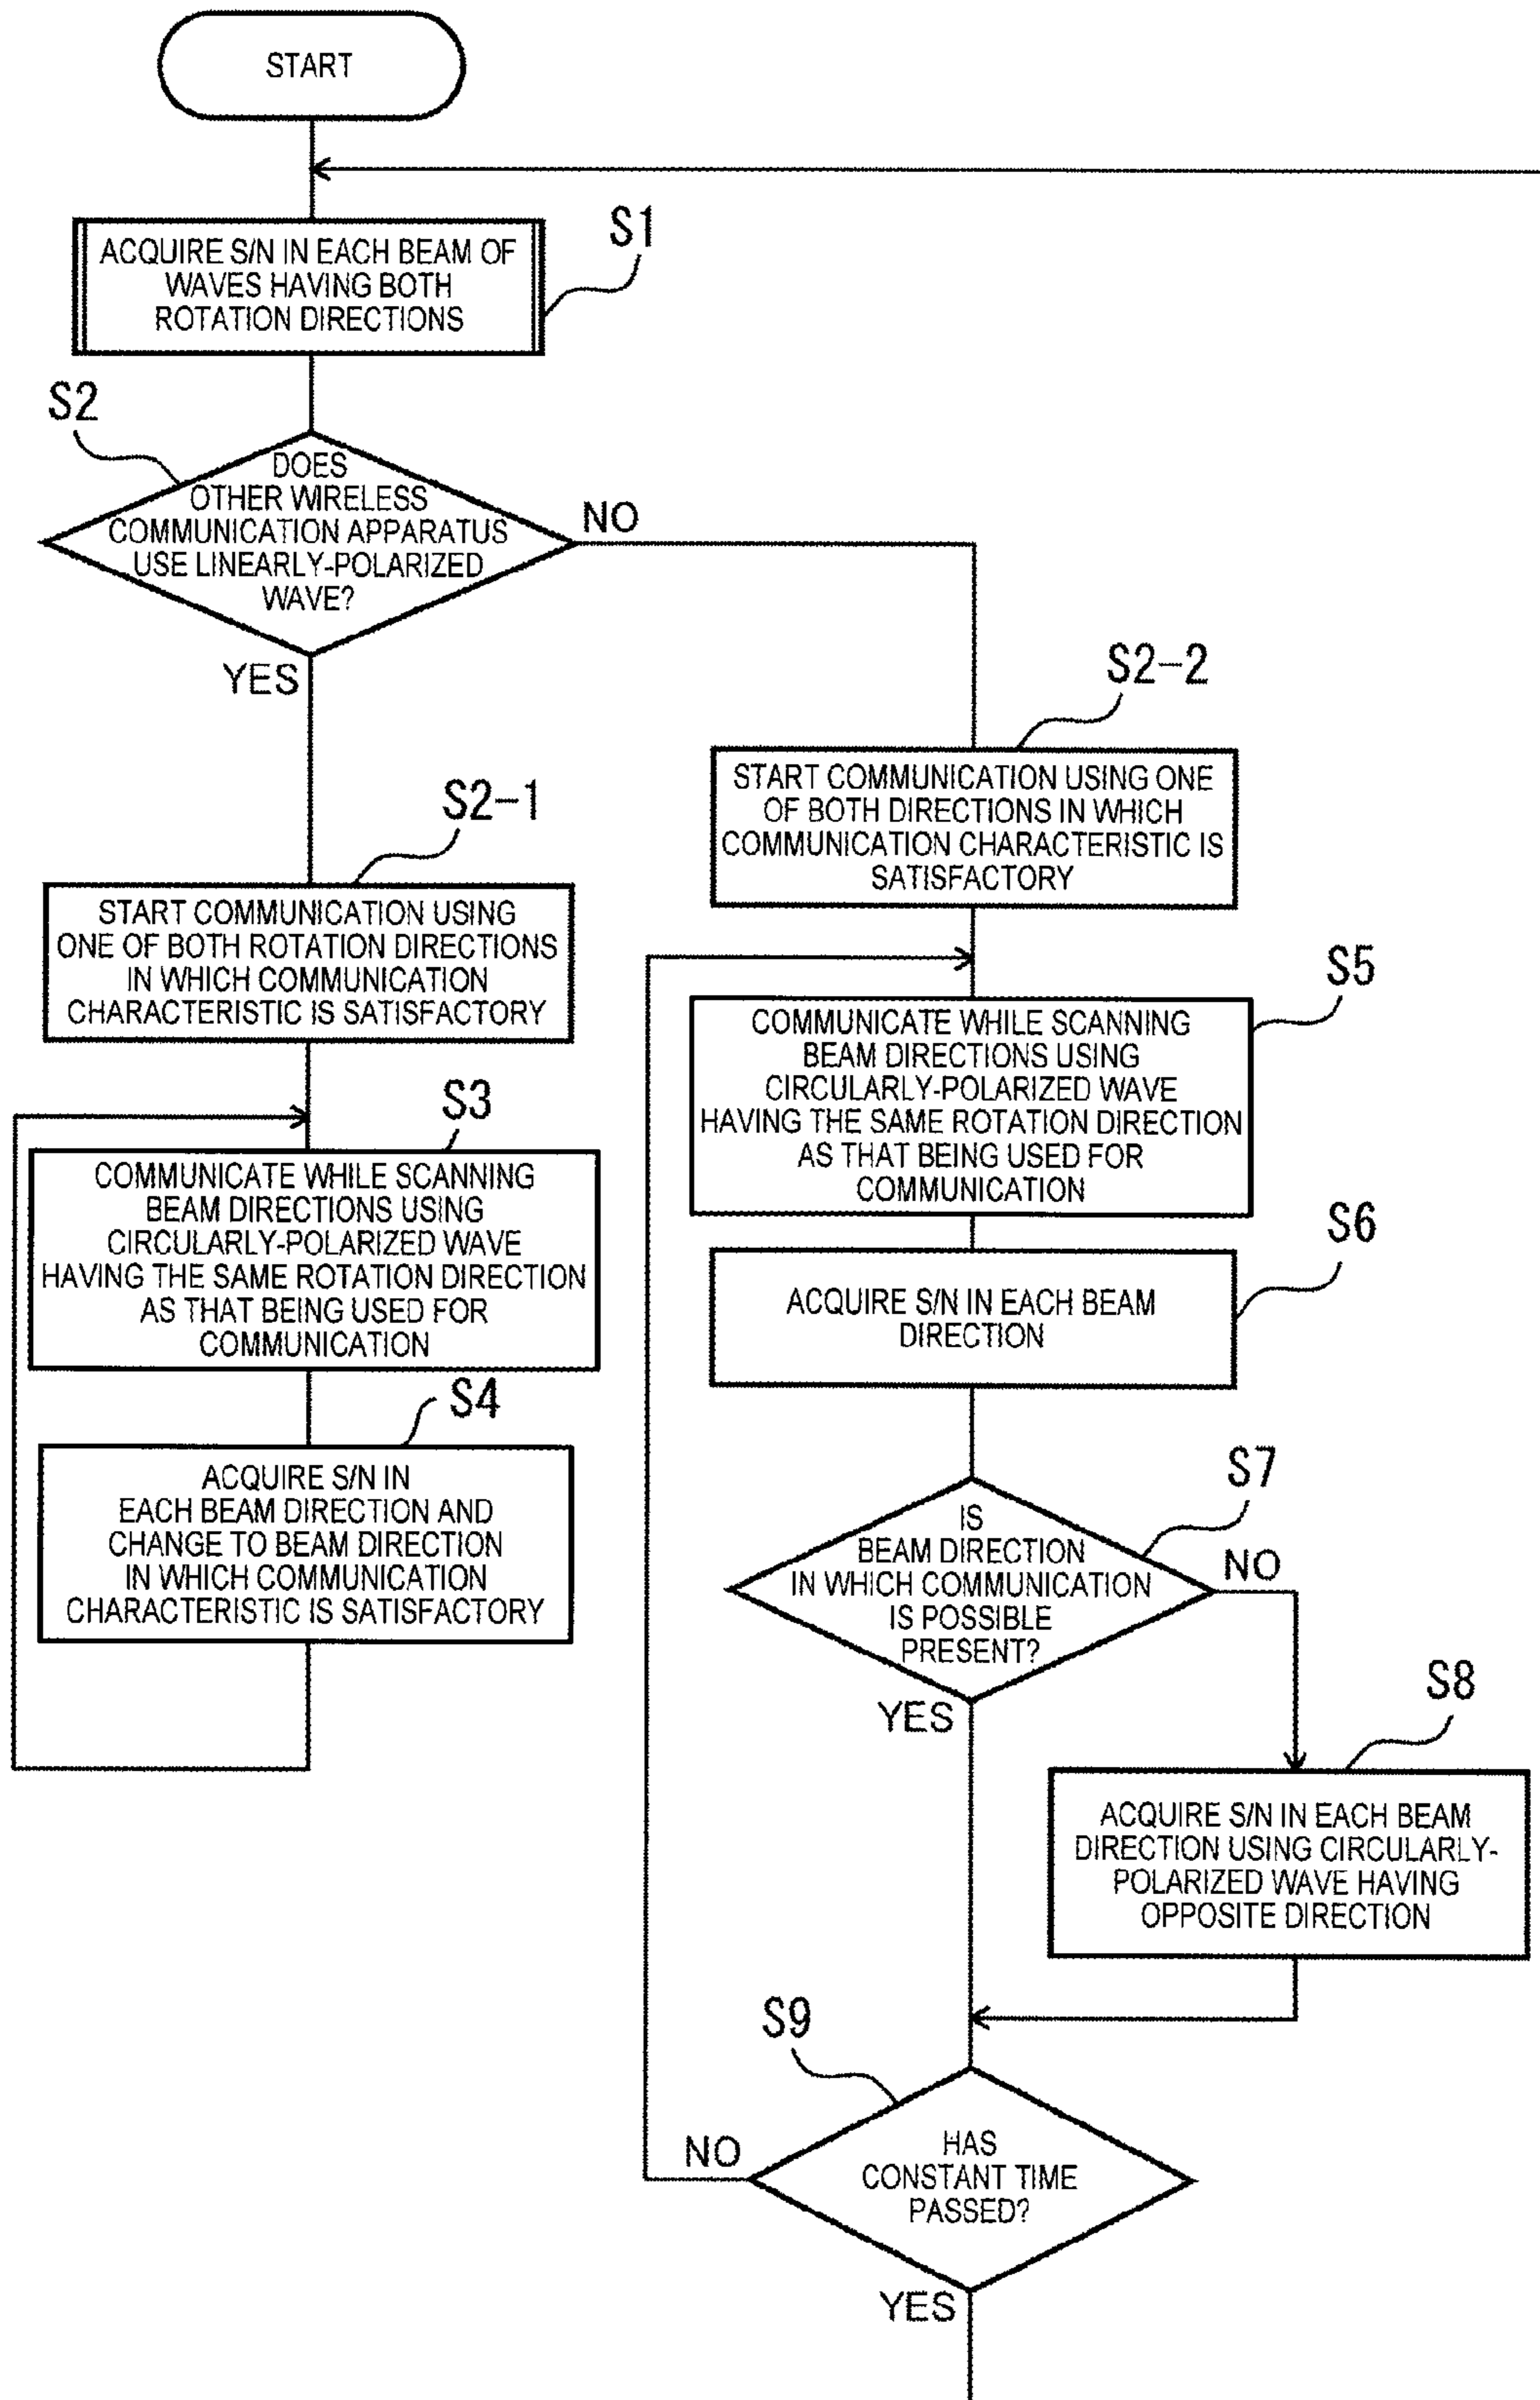 START
ACQUIRE S/N IN EACH BEAM OF
WAVES HAVING BOTH
ROTATION DIRECTIONS
S1
S2
DOES
OTHER WIRELESS
COMMUNICATION APPARATUS
USE LINEARLY-POLARIZED
WAVE?
NO
YES
S2-1
START COMMUNICATION USING
ONE OF BOTH ROTATION DIRECTIONS
IN WHICH COMMUNICATION
CHARACTERISTIC IS SATISFACTORY
S3
COMMUNICATE WHILE SCANNING
BEAM DIRECTIONS USING
CIRCULARLY-POLARIZED WAVE
HAVING THE SAME ROTATION DIRECTION
AS THAT BEING USED FOR
COMMUNICATION
S4
ACQUIRE S/N IN
EACH BEAM DIRECTION AND
CHANGE TO BEAM DIRECTION
IN WHICH COMMUNICATION
CHARACTERISTIC IS SATISFACTORY
S2-2
START COMMUNICATION USING ONE
OF BOTH DIRECTIONS IN WHICH
COMMUNICATION CHARACTERISTIC IS
SATISFACTORY
S5
COMMUNICATE WHILE SCANNING
BEAM DIRECTIONS USING
CIRCULARLY-POLARIZED WAVE
HAVING THE SAME ROTATION DIRECTION
AS THAT BEING USED FOR
COMMUNICATION
S6
ACQUIRE S/N IN EACH BEAM
DIRECTION
S7
IS
BEAM DIRECTION
IN WHICH COMMUNICATION
IS POSSIBLE
PRESENT?
NO
YES
S8
ACQUIRE S/N IN EACH BEAM
DIRECTION USING CIRCULARLY-
POLARIZED WAVE HAVING
OPPOSITE DIRECTION
S9
HAS
CONSTANT TIME
PASSED?
NO
YES